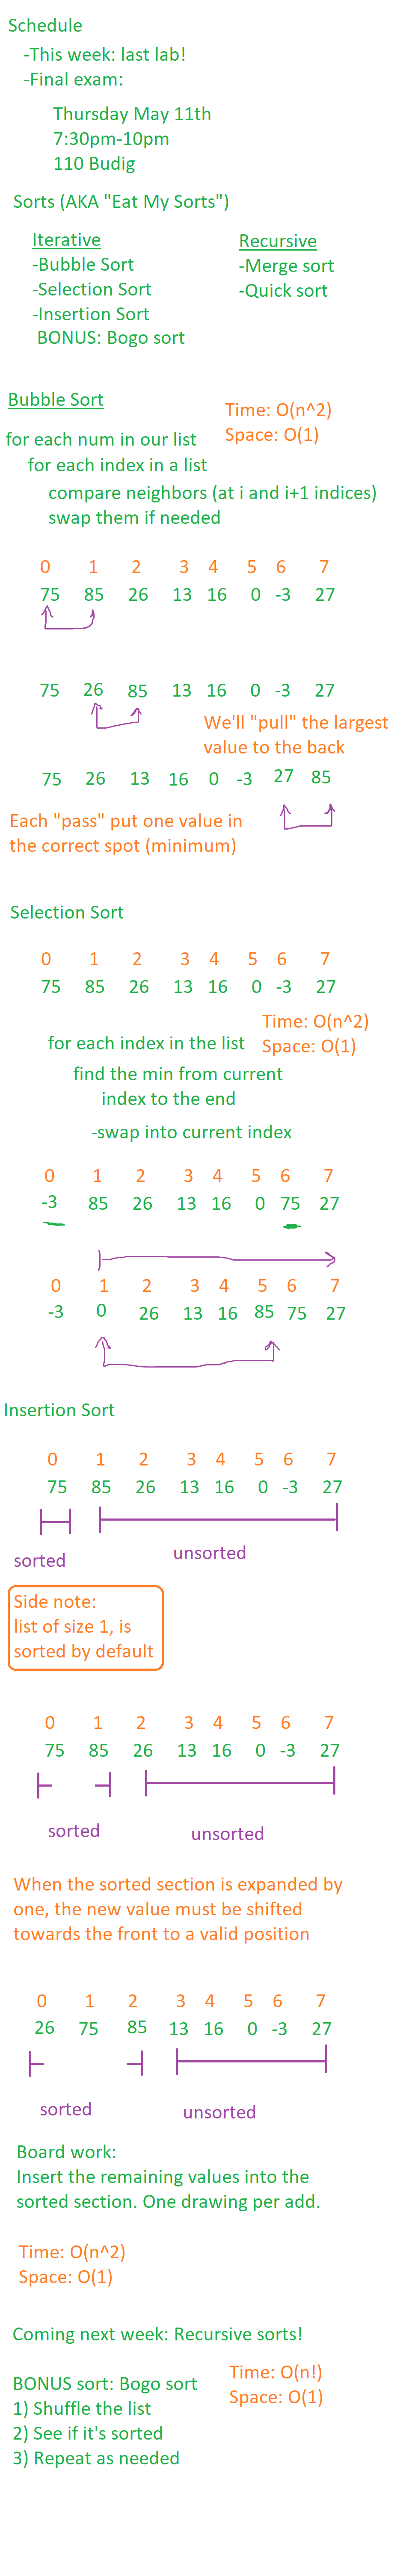 Schedule
-This week: last lab!
-Final exam:
Thursday May 11th
7:30pm-10pm
110 Budig
Sorts (AKA "Eat My Sorts")
Iterative
-Bubble Sort
-Selection Sort
-Insertion Sort
BONUS: Bogo sort
Recursive
-Merge sort
-Quick sort
Bubble Sort
Time: O(n^2)
Space: O(1)
for each num in our list
for each index in a list
compare neighbors (at i and i+1 indices)
swap them if needed
0 1 2 3 4 5 6 7
75 85 26 13 16 0 -3 27
75 26 85 13 16 0 -3 27
We'll "pull" the largest
value to the back
75 26 13 16 0 -3 27 85
Each "pass" put one value in
the correct spot (minimum)
Selection Sort
0 1 2 3 4 5 6 7
75 85 26 13 16 0 -3 27
Time: O(n^2)
Space: O(1)
for each index in the list
find the min from current
index to the end
-swap into current index
0 1 2 3 4 5 6 7
-3 85 26 13 16 0 75 27
0 1 2 3 4 5 6 7
-3 0 26 13 16 85 75 27
Insertion Sort
0 1 2 3 4 5 6 7
75 85 26 13 16 0 -3 27
sorted unsorted
Side note:
list of size 1, is
sorted by default
0 1 2 3 4 5 6 7
75 85 26 13 16 0 -3 27
sorted unsorted
When the sorted section is expanded by
one, the new value must be shifted
towards the front to a valid position
0 1 2 3 4 5 6 7
26 75 85 13 16 0 -3 27
sorted unsorted
Board work:
Insert the remaining values into the
sorted section. One drawing per add.
Time: O(n^2)
Space: O(1)
Coming next week: Recursive sorts!
BONUS sort: Bogo sort
1) Shuffle the list
2) See if it's sorted
3) Repeat as needed
Time: O(n!)
Space: O(1)